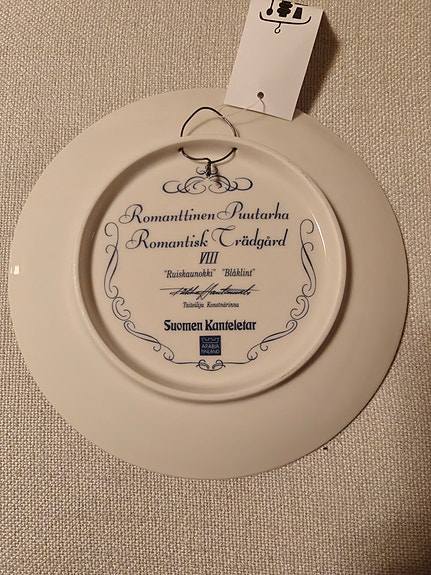 Romanttinen Puutarha
Romantisk Trädgård
VIII
"Ruiskaunokki" "Blåklint"
Taiteilija Konstnärinna
Suomen Kanteletar
ARABIA
FINLAND